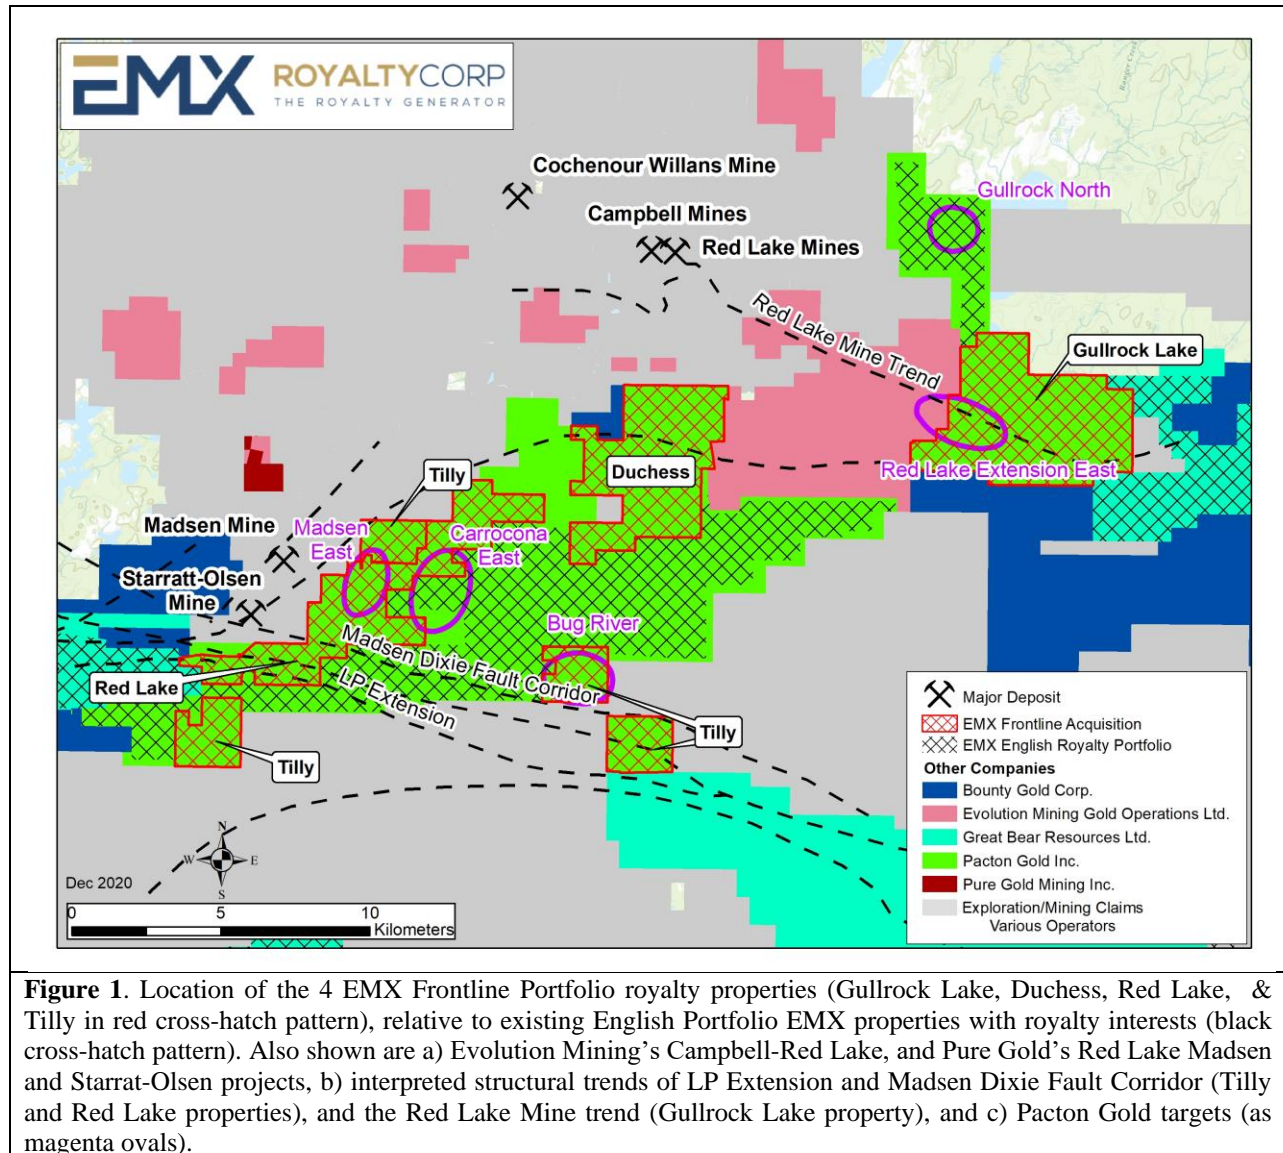 EMX ROYALTYCORP
THE ROYALTY GENERATOR
Ranger Creek
Cochenour Willans Mine
Gullrock North
Campbell Mines
Red Lake Mines
Red Lake Mine Trend
Gullrock Lake
Red Lake Extension East
Duchess
Tilly
Madsen Mine
Madsen
East
Carrocona
East
Starratt-Olsen
Mine
Bug River
Madsen Dixie Fault Corridor
LP Extension
Red Lake
Tilly
Tilly
N
W
E
S
Dec 2020
0 5 10
Kilometers
Major Deposit
EMX Frontline Acquisition
EMX English Royalty Portfolio
Other Companies
Bounty Gold Corp.
Evolution Mining Gold Operations Ltd.
Great Bear Resources Ltd.
Pacton Gold Inc.
Pure Gold Mining Inc.
Exploration/Mining Claims
Various Operators
Figure 1. Location of the 4 EMX Frontline Portfolio royalty properties (Gullrock Lake, Duchess, Red Lake, &
Tilly in red cross-hatch pattern), relative to existing English Portfolio EMX properties with royalty interests (black
cross-hatch pattern). Also shown are a) Evolution Mining's Campbell-Red Lake, and Pure Gold's Red Lake Madsen
and Starrat-Olsen projects, b) interpreted structural trends of LP Extension and Madsen Dixie Fault Corridor (Tilly
and Red Lake properties), and the Red Lake Mine trend (Gullrock Lake property), and c) Pacton Gold targets (as
magenta ovals).